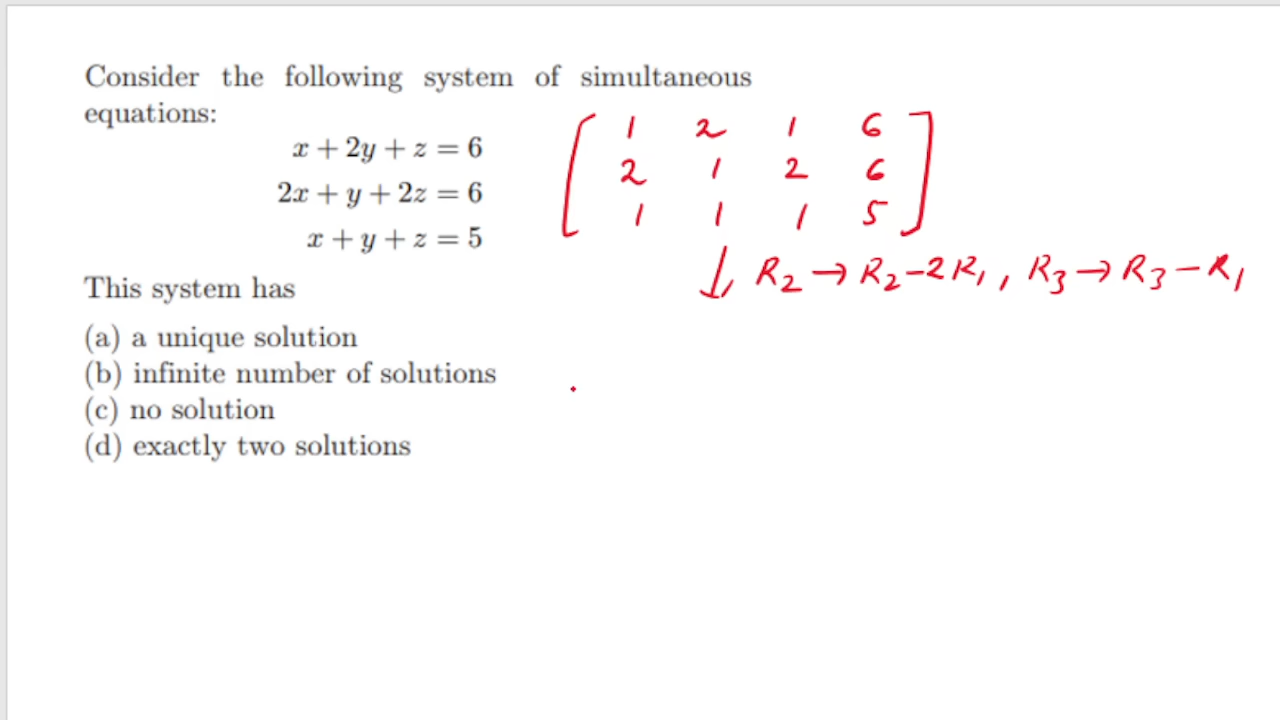 Consider the following system of simultaneous
equations:
x + 2y + z = 6
2x + y + 2z = 6
x + y + z = 5
This system has
(a) a unique solution
(b) infinite number of solutions
(c) no solution
(d) exactly two solutions
1 2 1 6
2 1 2 6
1 1 1 5
↓, R₂ → R₂ – 2R₁, R₃ → R₃ – R₁